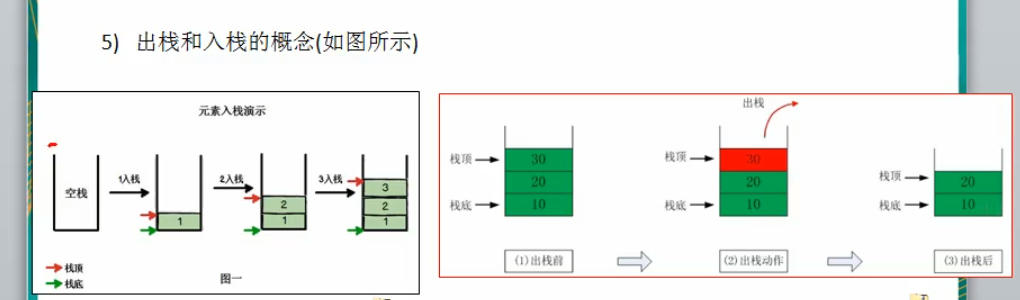 5) 出栈和入栈的概念(如图所示)
元素入栈演示
空栈
1入栈
1
2入栈
2
1
3入栈
3
2
1
栈顶
栈底
图一
栈顶
30
20
栈底
10
(1)出栈前
出栈
栈顶
30
20
栈底
10
(2)出栈动作
栈顶
20
栈底
10
(3)出栈后